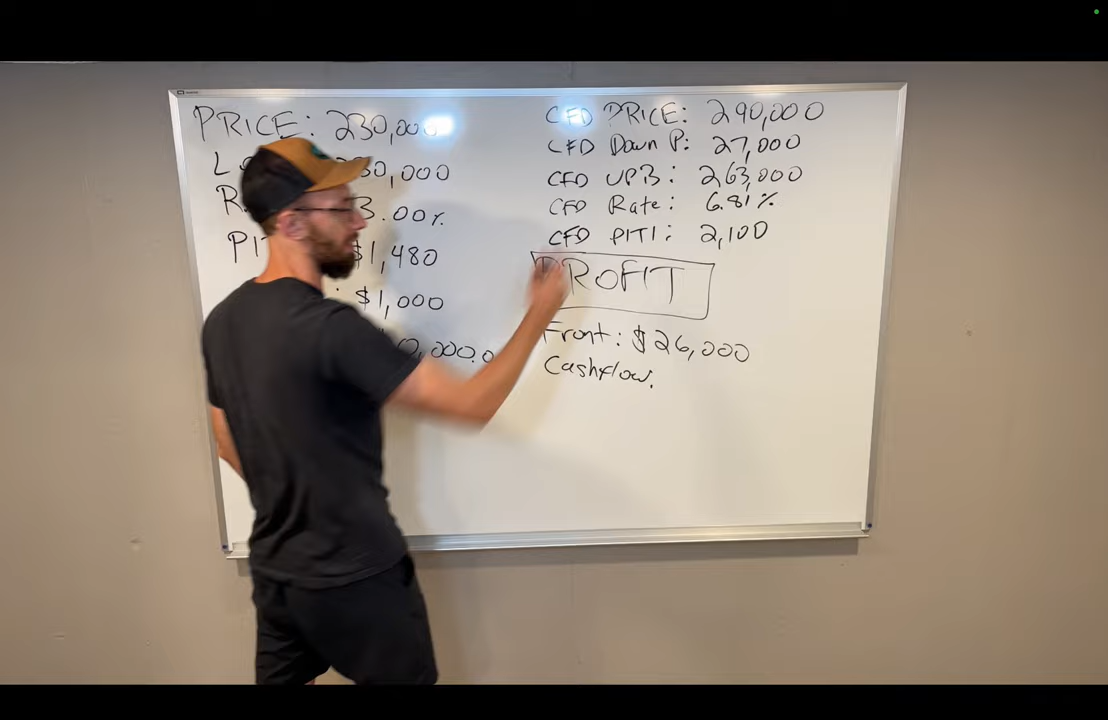 PRICE: 230,000
30,000
3.00%
$1,480
: $1,000
0,000.0
CFD PRICE: 290,000
CFD Down P: 27,000
CFD UPB: 263,000
CFD Rate: 6.81%
CFD PITI: 2,100
PROFIT
Front: $26,000
Cashflow: